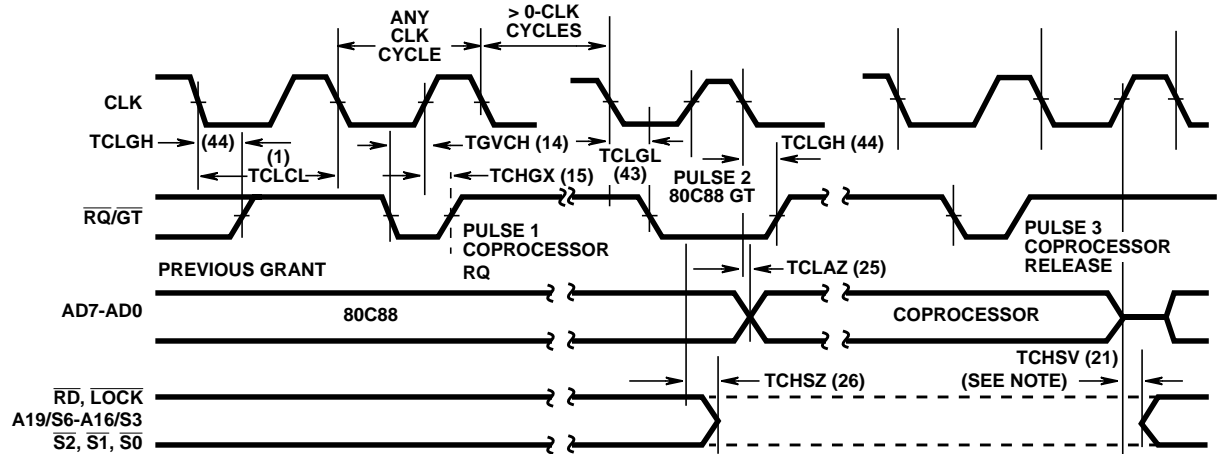 ANY
CLK
CYCLE
> 0-CLK
CYCLES
CLK
TCLGH
(44)
(1)
TCLCL
TGVCH (14)
TCHGX (15)
TCLGL
(43)
PULSE 2
80C88 GT
TCLGH (44)
RQ/GT
PREVIOUS GRANT
PULSE 1
COPROCESSOR
RQ
PULSE 3
COPROCESSOR
RELEASE
TCLAZ (25)
AD7-AD0
80C88
COPROCESSOR
TCHSZ (26)
TCHSV (21)
(SEE NOTE)
RD, LOCK
A19/S6-A16/S3
S2, S1, S0